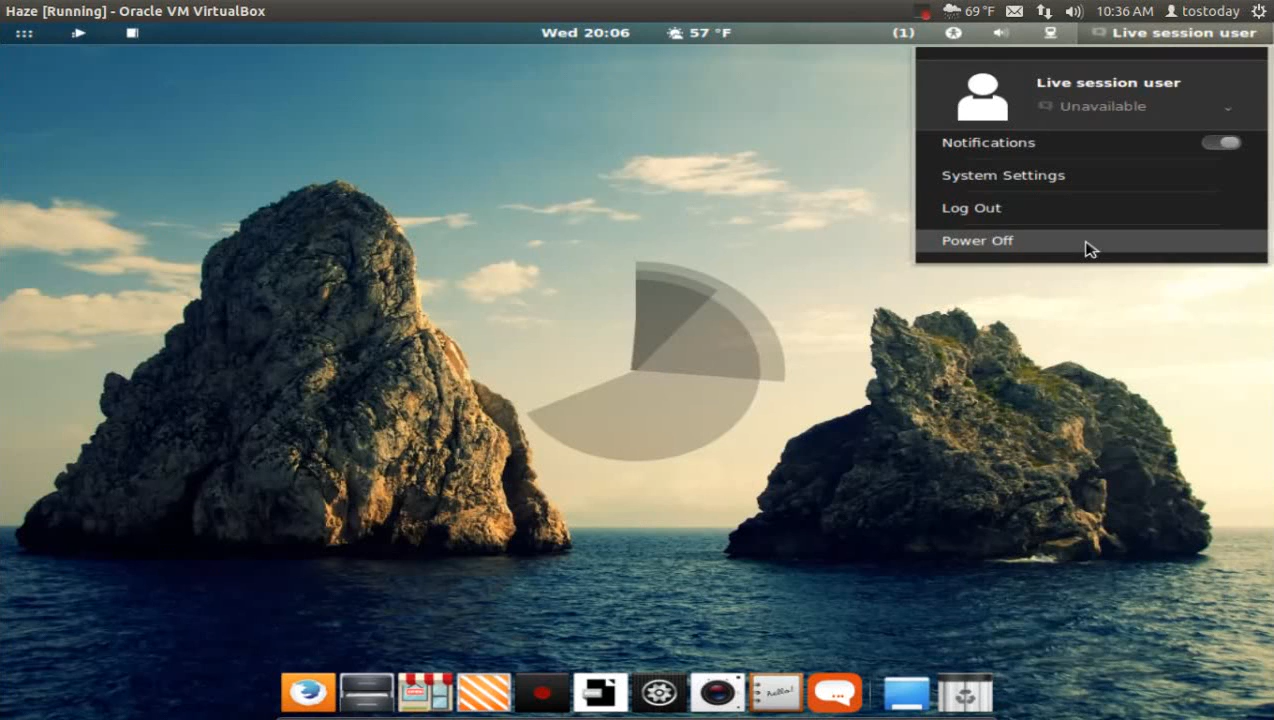 Haze [Running] - Oracle VM VirtualBox
69 °F
10:36 AM
tostoday
Wed 20:06
57 °F
(1)
Live session user
Live session user
Unavailable
Notifications
System Settings
Log Out
Power Off
hello!